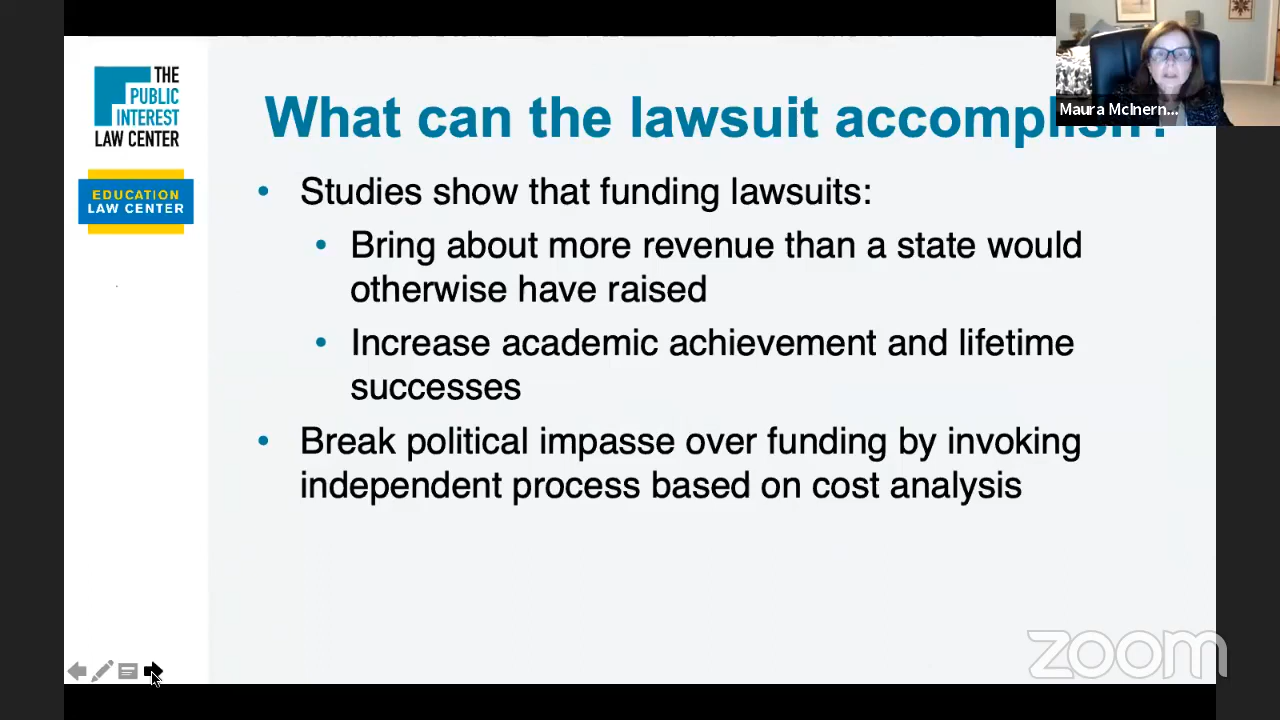 THE
PUBLIC
INTEREST
LAW CENTER
EDUCATION
LAW CENTER
What can the lawsuit accomplish?
Maura McInern...
• Studies show that funding lawsuits:
• Bring about more revenue than a state would
otherwise have raised
• Increase academic achievement and lifetime
successes
• Break political impasse over funding by invoking
independent process based on cost analysis
zoom